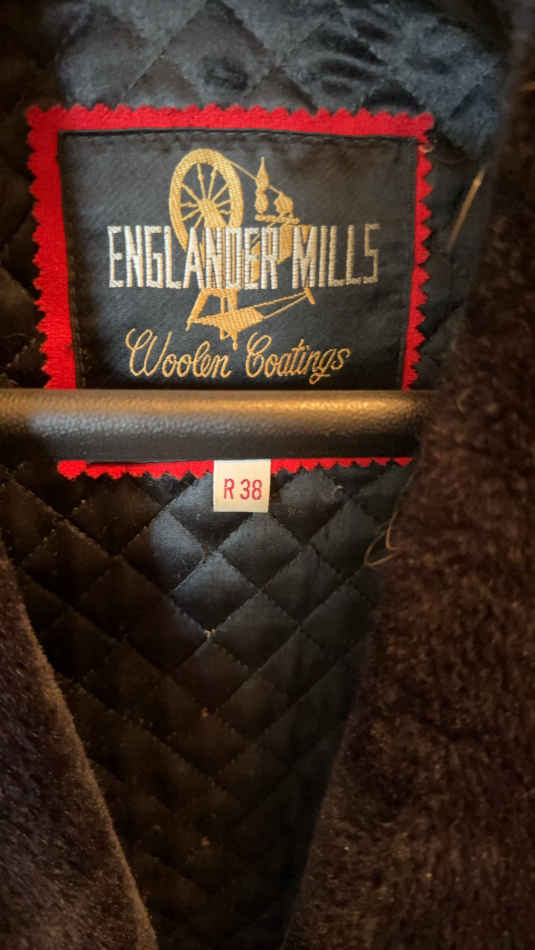 ENGLANDER MILLS
Woolen Coatings
R 38